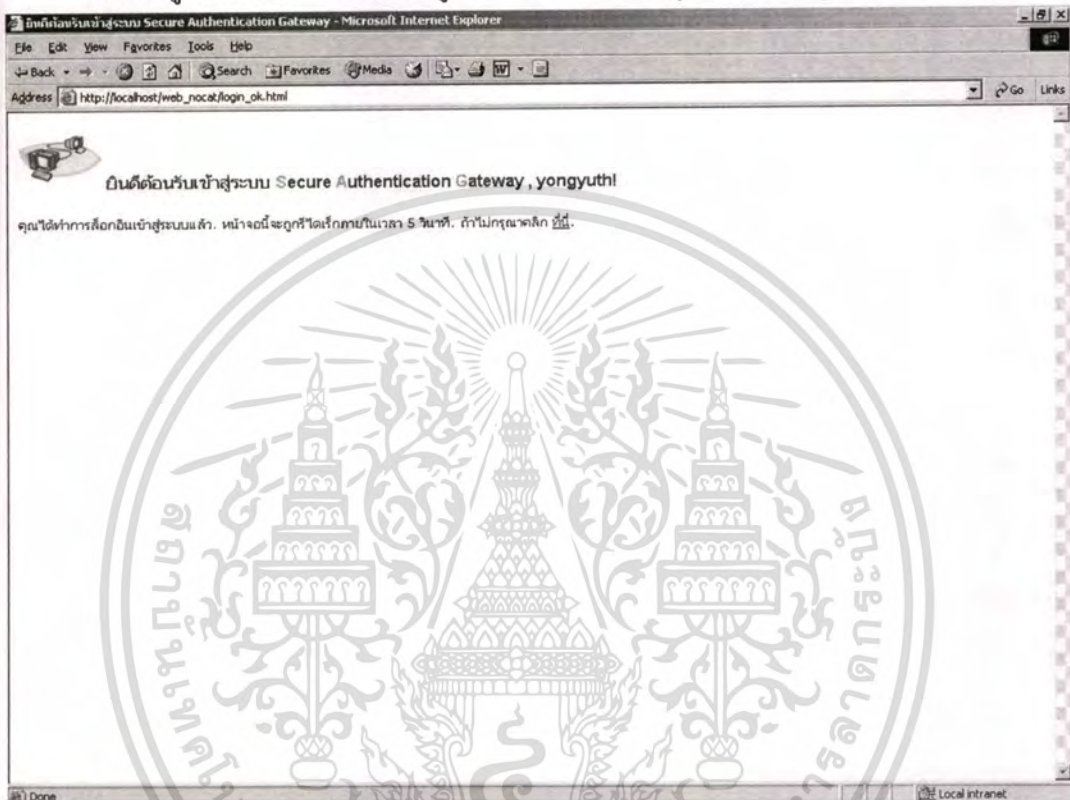 ยินดีต้อนรับเข้าสู่ระบบ Secure Authentication Gateway - Microsoft Internet Explorer
File Edit View Favorites Tools Help
Back Search Favorites Media
Address http://localhost/web_nocat/login_ok.html Go Links
ยินดีต้อนรับเข้าสู่ระบบ Secure Authentication Gateway , yongyuth!
คุณได้ทำการล็อกอินเข้าสู่ระบบแล้ว. หน้าจอนี้จะถูกรีไดเร็กภายในเวลา 5 วินาที. ถ้าไม่กรุณาคลิก ที่นี่.
Done Local intranet